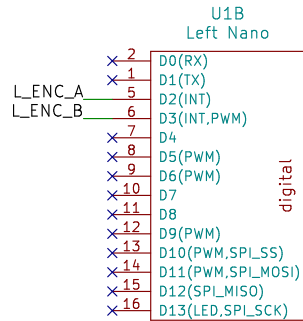 U1B
Left Nano
2 D0(RX)
1 D1(TX)
L_ENC_A 5 D2(INT)
L_ENC_B 6 D3(INT,PWM)
7 D4
8 D5(PWM)
9 D6(PWM)
10 D7
11 D8
12 D9(PWM)
13 D10(PWM,SPI_SS)
14 D11(PWM,SPI_MOSI)
15 D12(SPI_MISO)
16 D13(LED,SPI_SCK)
digital